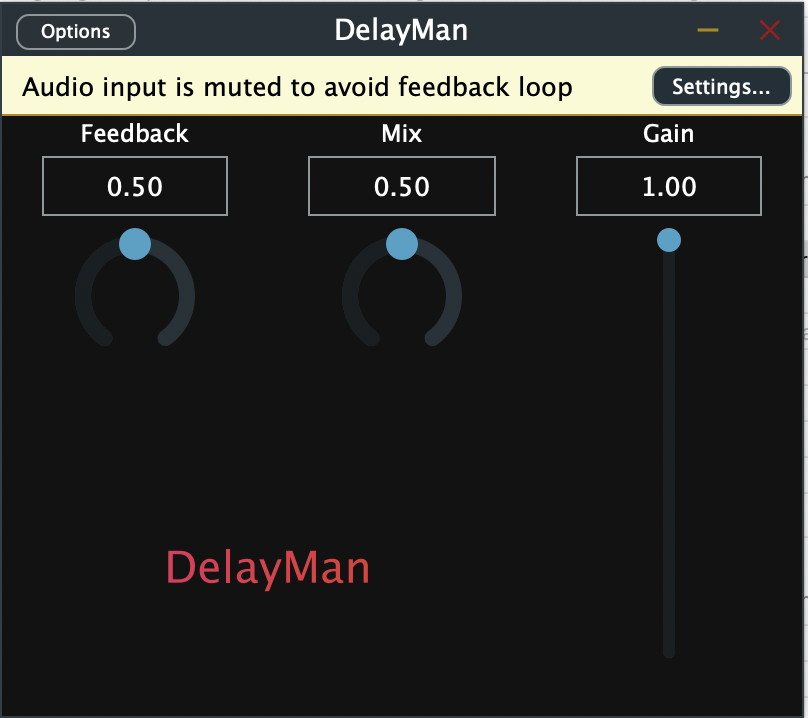 Options DelayMan
Audio input is muted to avoid feedback loop Settings...
Feedback Mix Gain
0.50 0.50 1.00
DelayMan